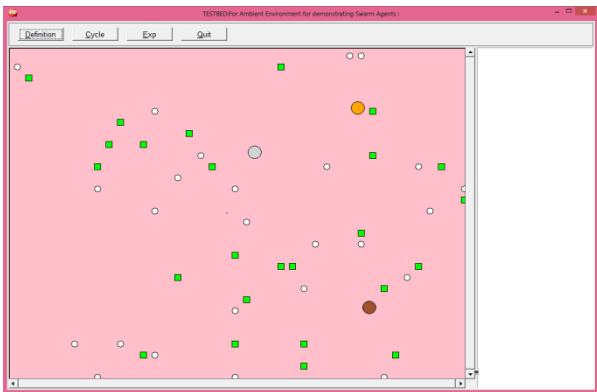 TESTBED:For Ambient Environment for demonstrating Swarm Agents :
Definition Cycle Exp Quit